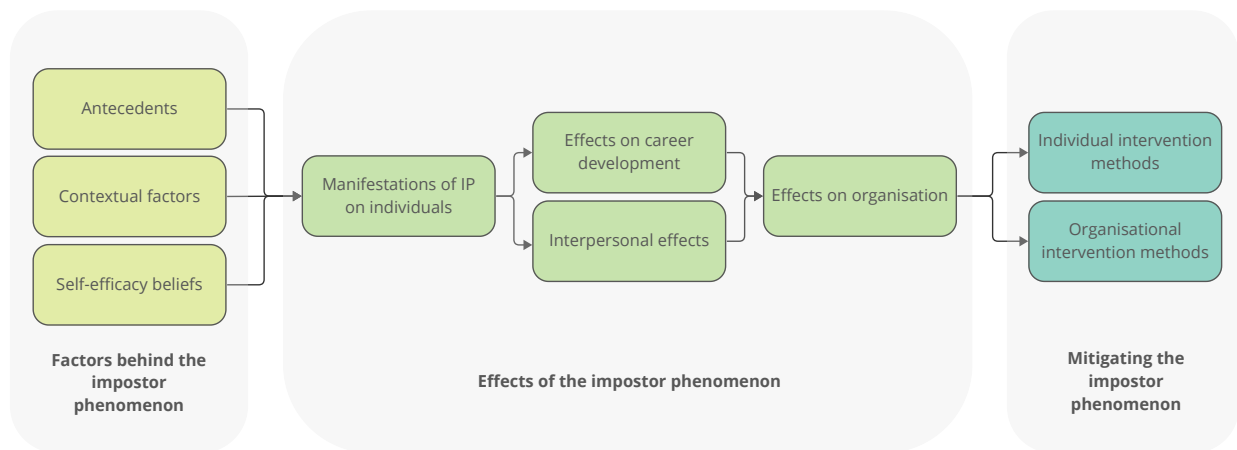 Antecedents
Contextual factors
Self-efficacy beliefs
Factors behind the
impostor
phenomenon
Manifestations of IP
on individuals
Effects on career
development
Interpersonal effects
Effects on organisation
Effects of the impostor phenomenon
Individual intervention
methods
Organisational
intervention methods
Mitigating the
impostor
phenomenon